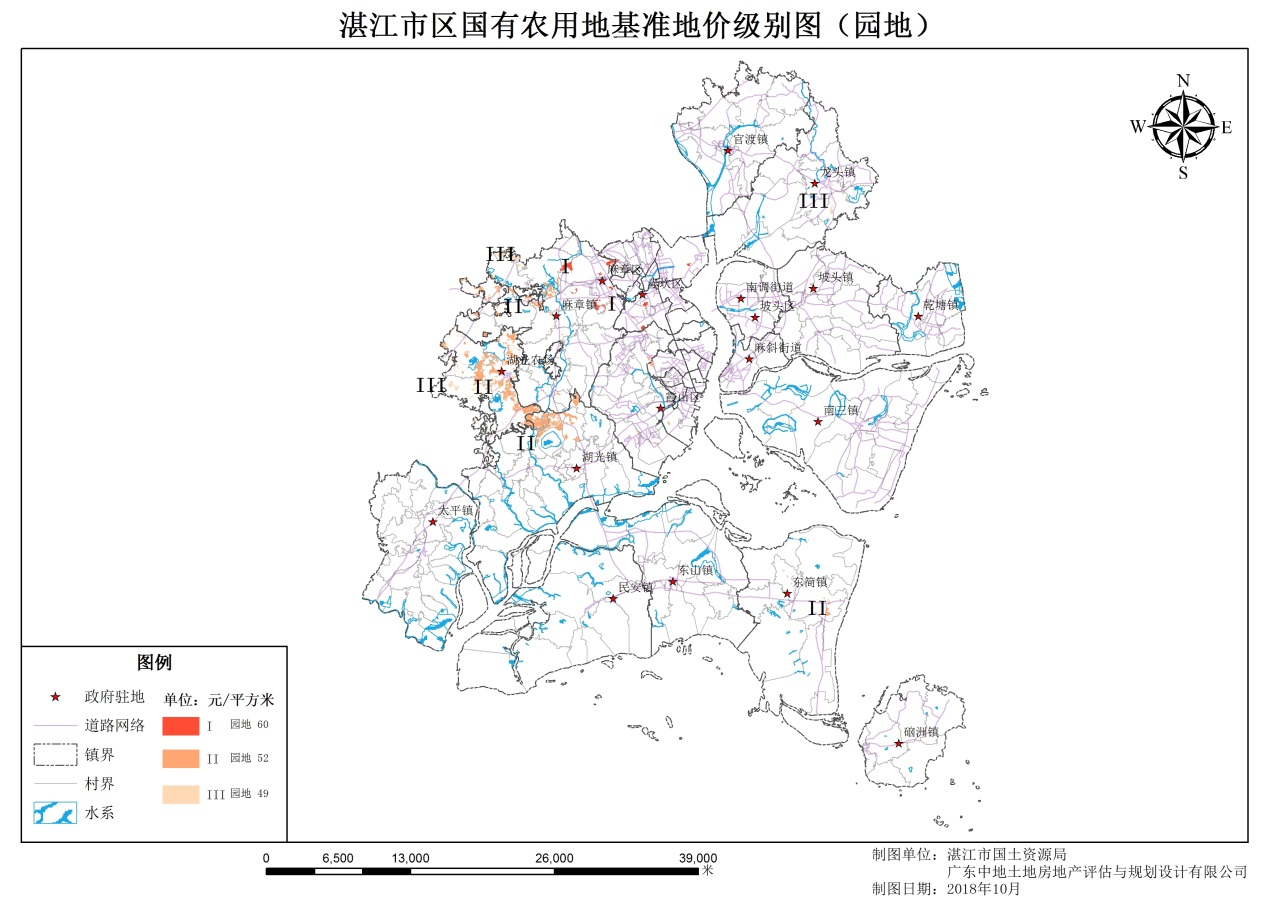 湛江市区国有农用地基准地价级别图（园地）
N
W E
S
官渡镇
龙头镇
III
III
I
麻章区
赤坎区
II
麻章镇
I
南调街道
坡头镇
坡头区
乾塘镇
麻斜街道
湖光农场
III
II
霞山区
南三镇
II
湖光镇
太平镇
东山镇
民安镇
东简镇
II
硇洲镇
图例
政府驻地
单位：元/平方米
道路网络
I 园地 60
镇界
II 园地 52
村界
III 园地 49
水系
0 6,500 13,000 26,000 39,000
米
制图单位：湛江市国土资源局
广东中地土地房地产评估与规划设计有限公司
制图日期：2018年10月